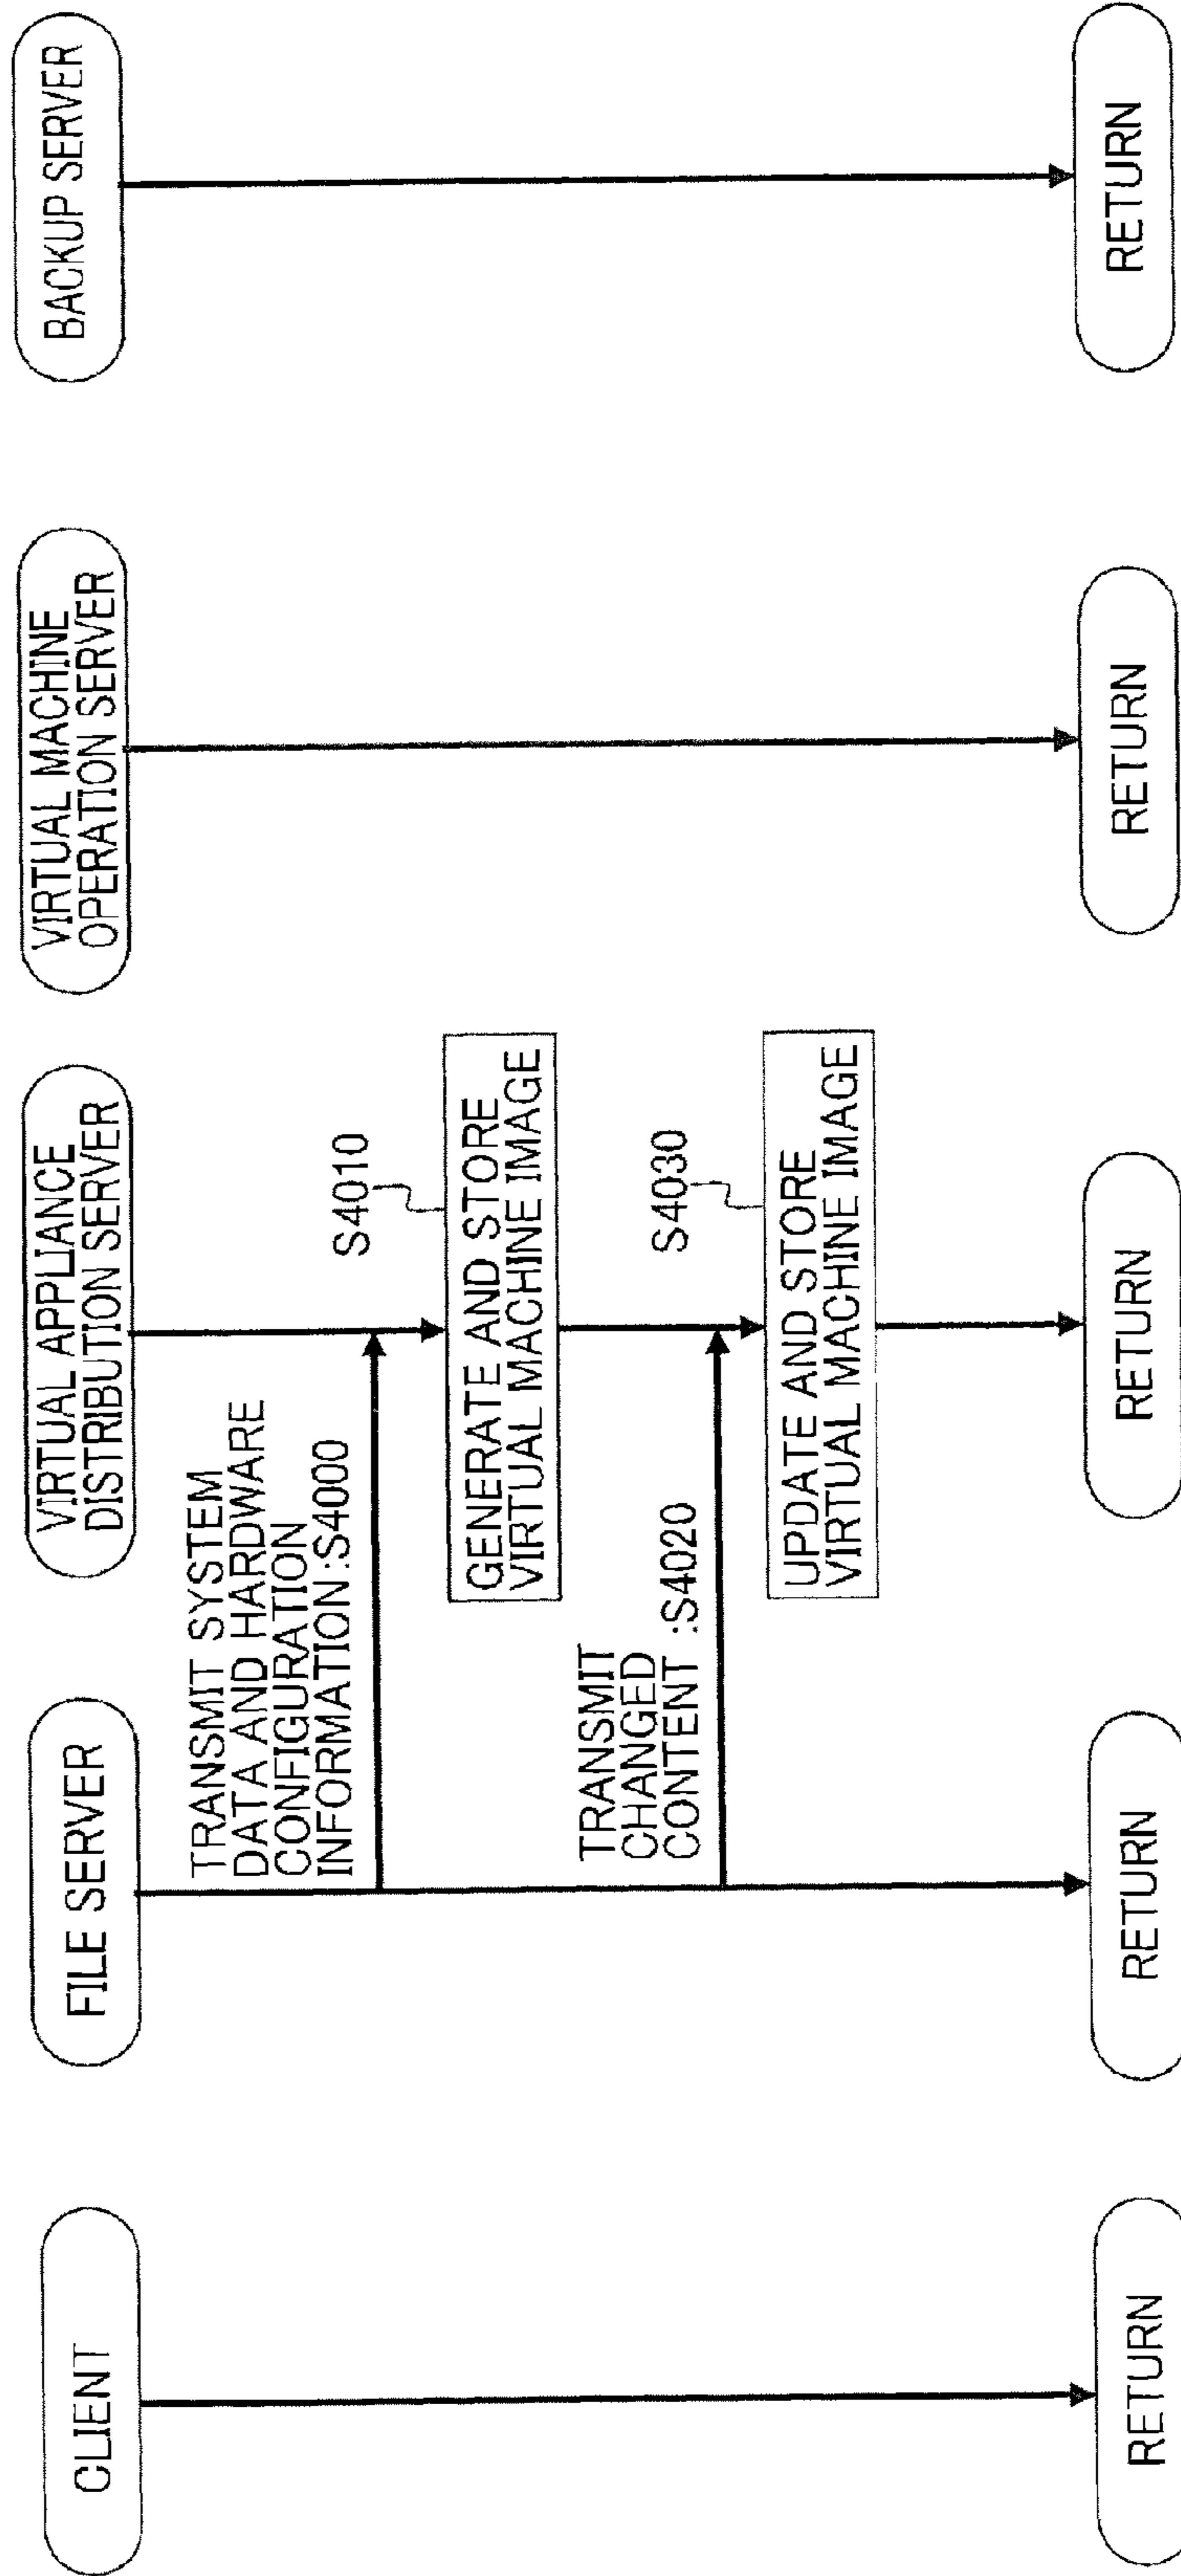 CLIENT
FILE SERVER
VIRTUAL APPLIANCE
DISTRIBUTION SERVER
VIRTUAL MACHINE
OPERATION SERVER
BACKUP SERVER
TRANSMIT SYSTEM
DATA AND HARDWARE
CONFIGURATION
INFORMATION:S4000
S4010
GENERATE AND STORE
VIRTUAL MACHINE IMAGE
TRANSMIT
CHANGED
CONTENT :S4020
S4030
UPDATE AND STORE
VIRTUAL MACHINE IMAGE
RETURN
RETURN
RETURN
RETURN
RETURN